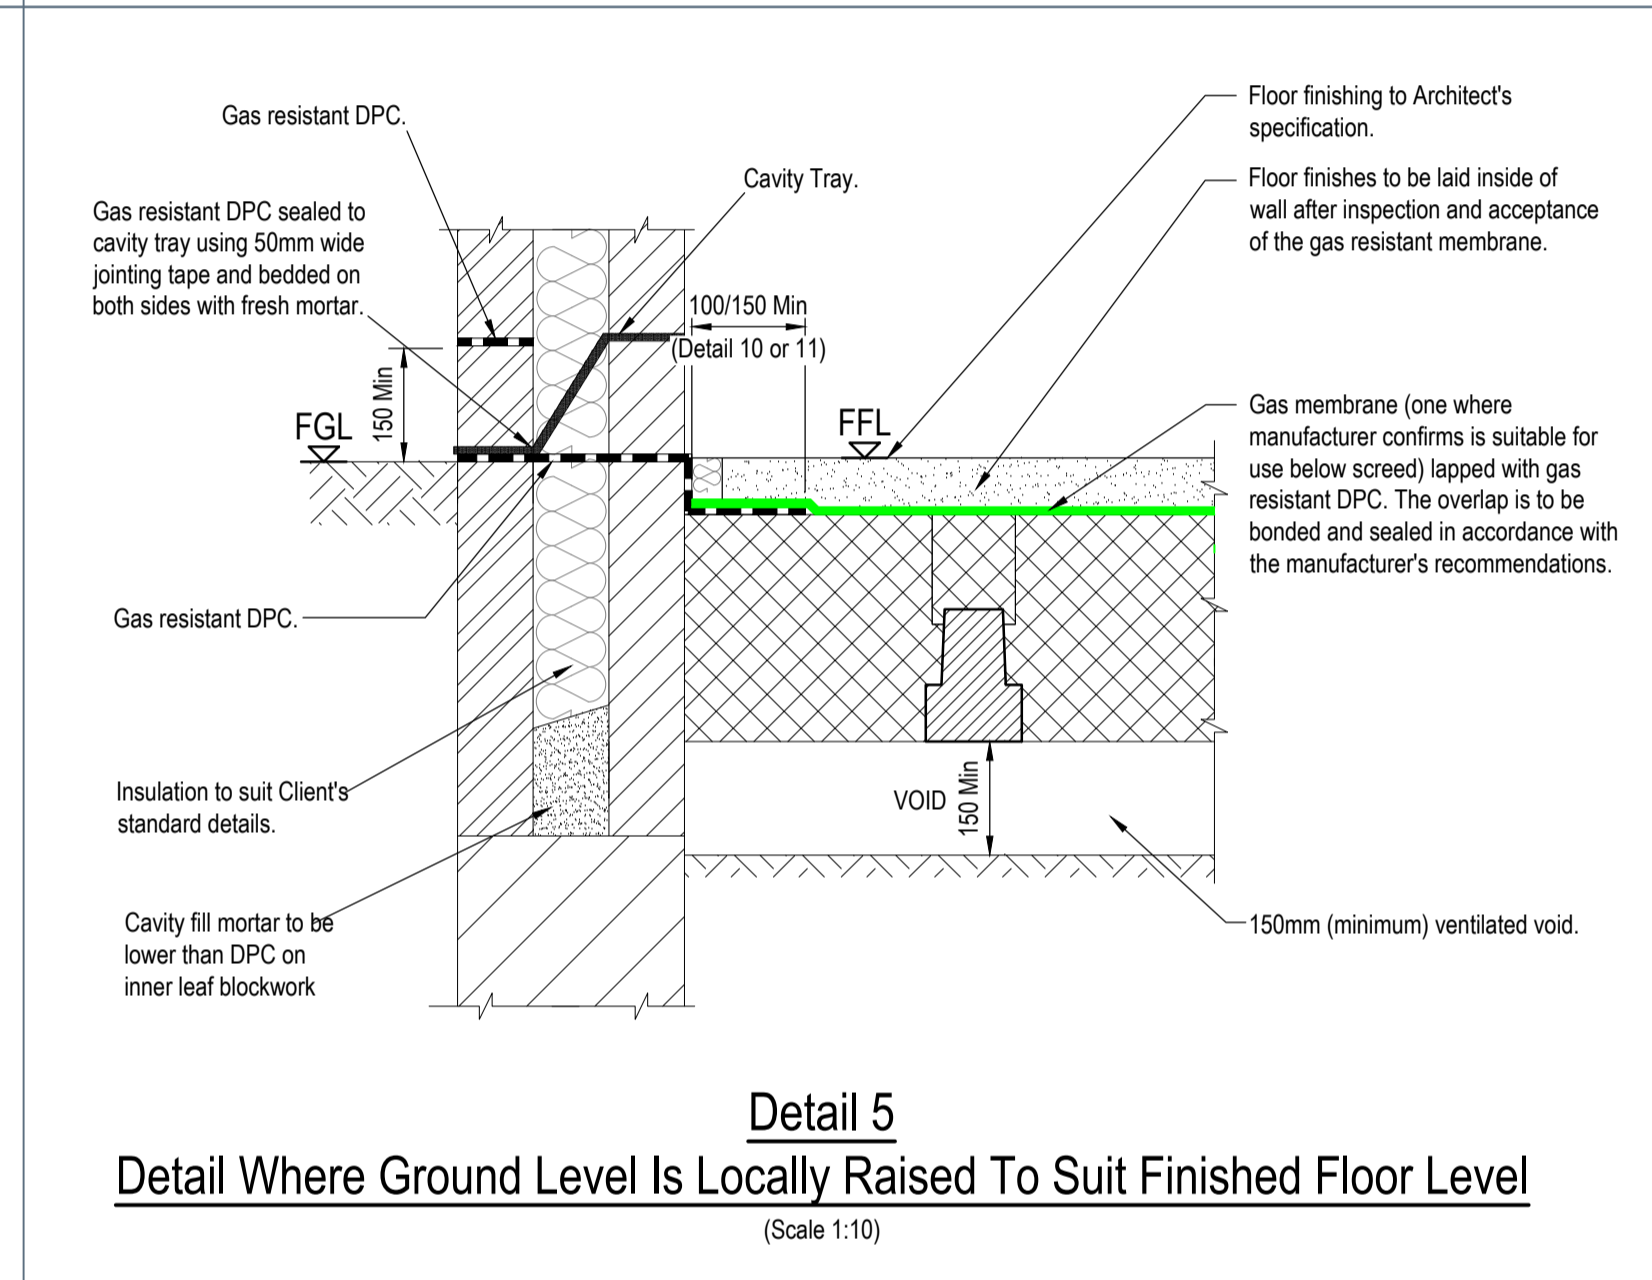 Gas resistant DPC.
Gas resistant DPC sealed to
cavity tray using 50mm wide
jointing tape and bedded on
both sides with fresh mortar.
Cavity Tray.
100/150 Min
(Detail 10 or 11)
Floor finishing to Architect's
specification.
Floor finishes to be laid inside of
wall after inspection and acceptance
of the gas resistant membrane.
150 Min
FGL
FFL
Gas membrane (one where
manufacturer confirms is suitable for
use below screed) lapped with gas
resistant DPC. The overlap is to be
bonded and sealed in accordance with
the manufacturer's recommendations.
Gas resistant DPC.
Insulation to suit Client's
standard details.
VOID
150 Min
Cavity fill mortar to be
lower than DPC on
inner leaf blockwork
150mm (minimum) ventilated void.
Detail 5
Detail Where Ground Level Is Locally Raised To Suit Finished Floor Level
(Scale 1:10)